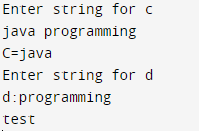 Enter string for c
java programming
C=java
Enter string for d
d:programming
test